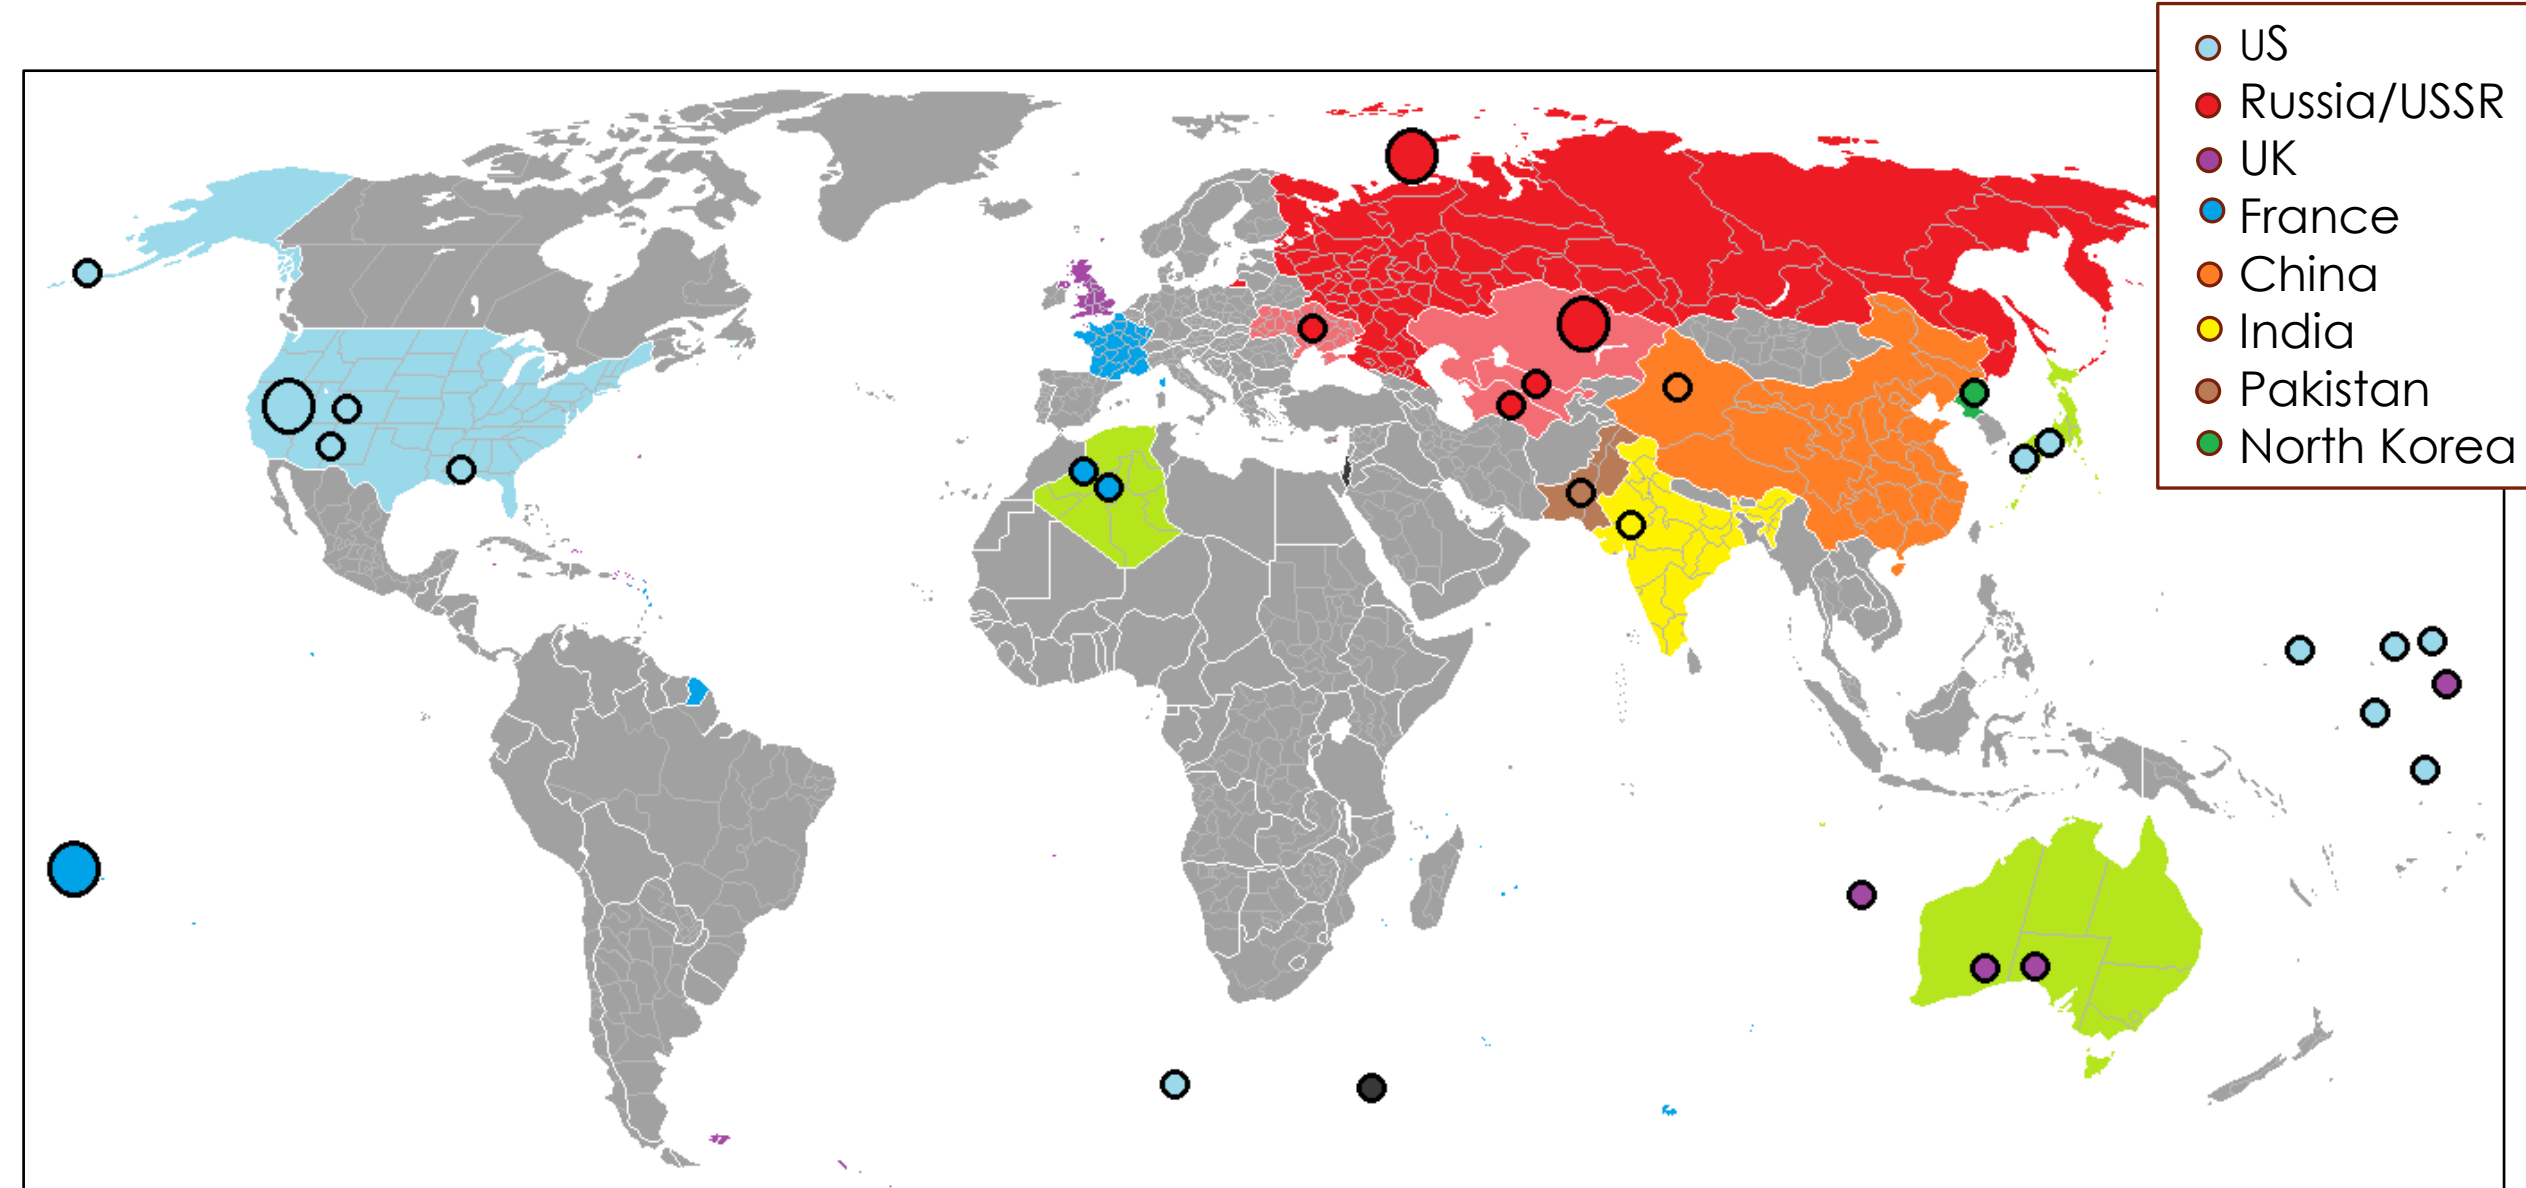 US
Russia/USSR
UK
France
China
India
Pakistan
North Korea